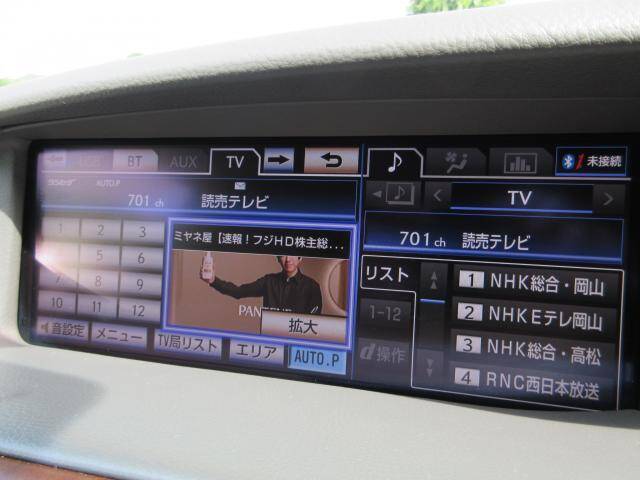 BT
AUX
TV
未接続
AUTO.P
701 ch 読売テレビ
TV
701 ch 読売テレビ
1 2 3
5 6
8 9
10 11 12
ミヤネ屋【速報！フジHD株主総...
PANTENE
拡大
音設定
メニュー
TV局リスト
エリア
AUTO.P
リスト
1-12
d操作
1 NHK総合・岡山
2 NHKEテレ岡山
3 NHK総合・高松
4 RNC西日本放送